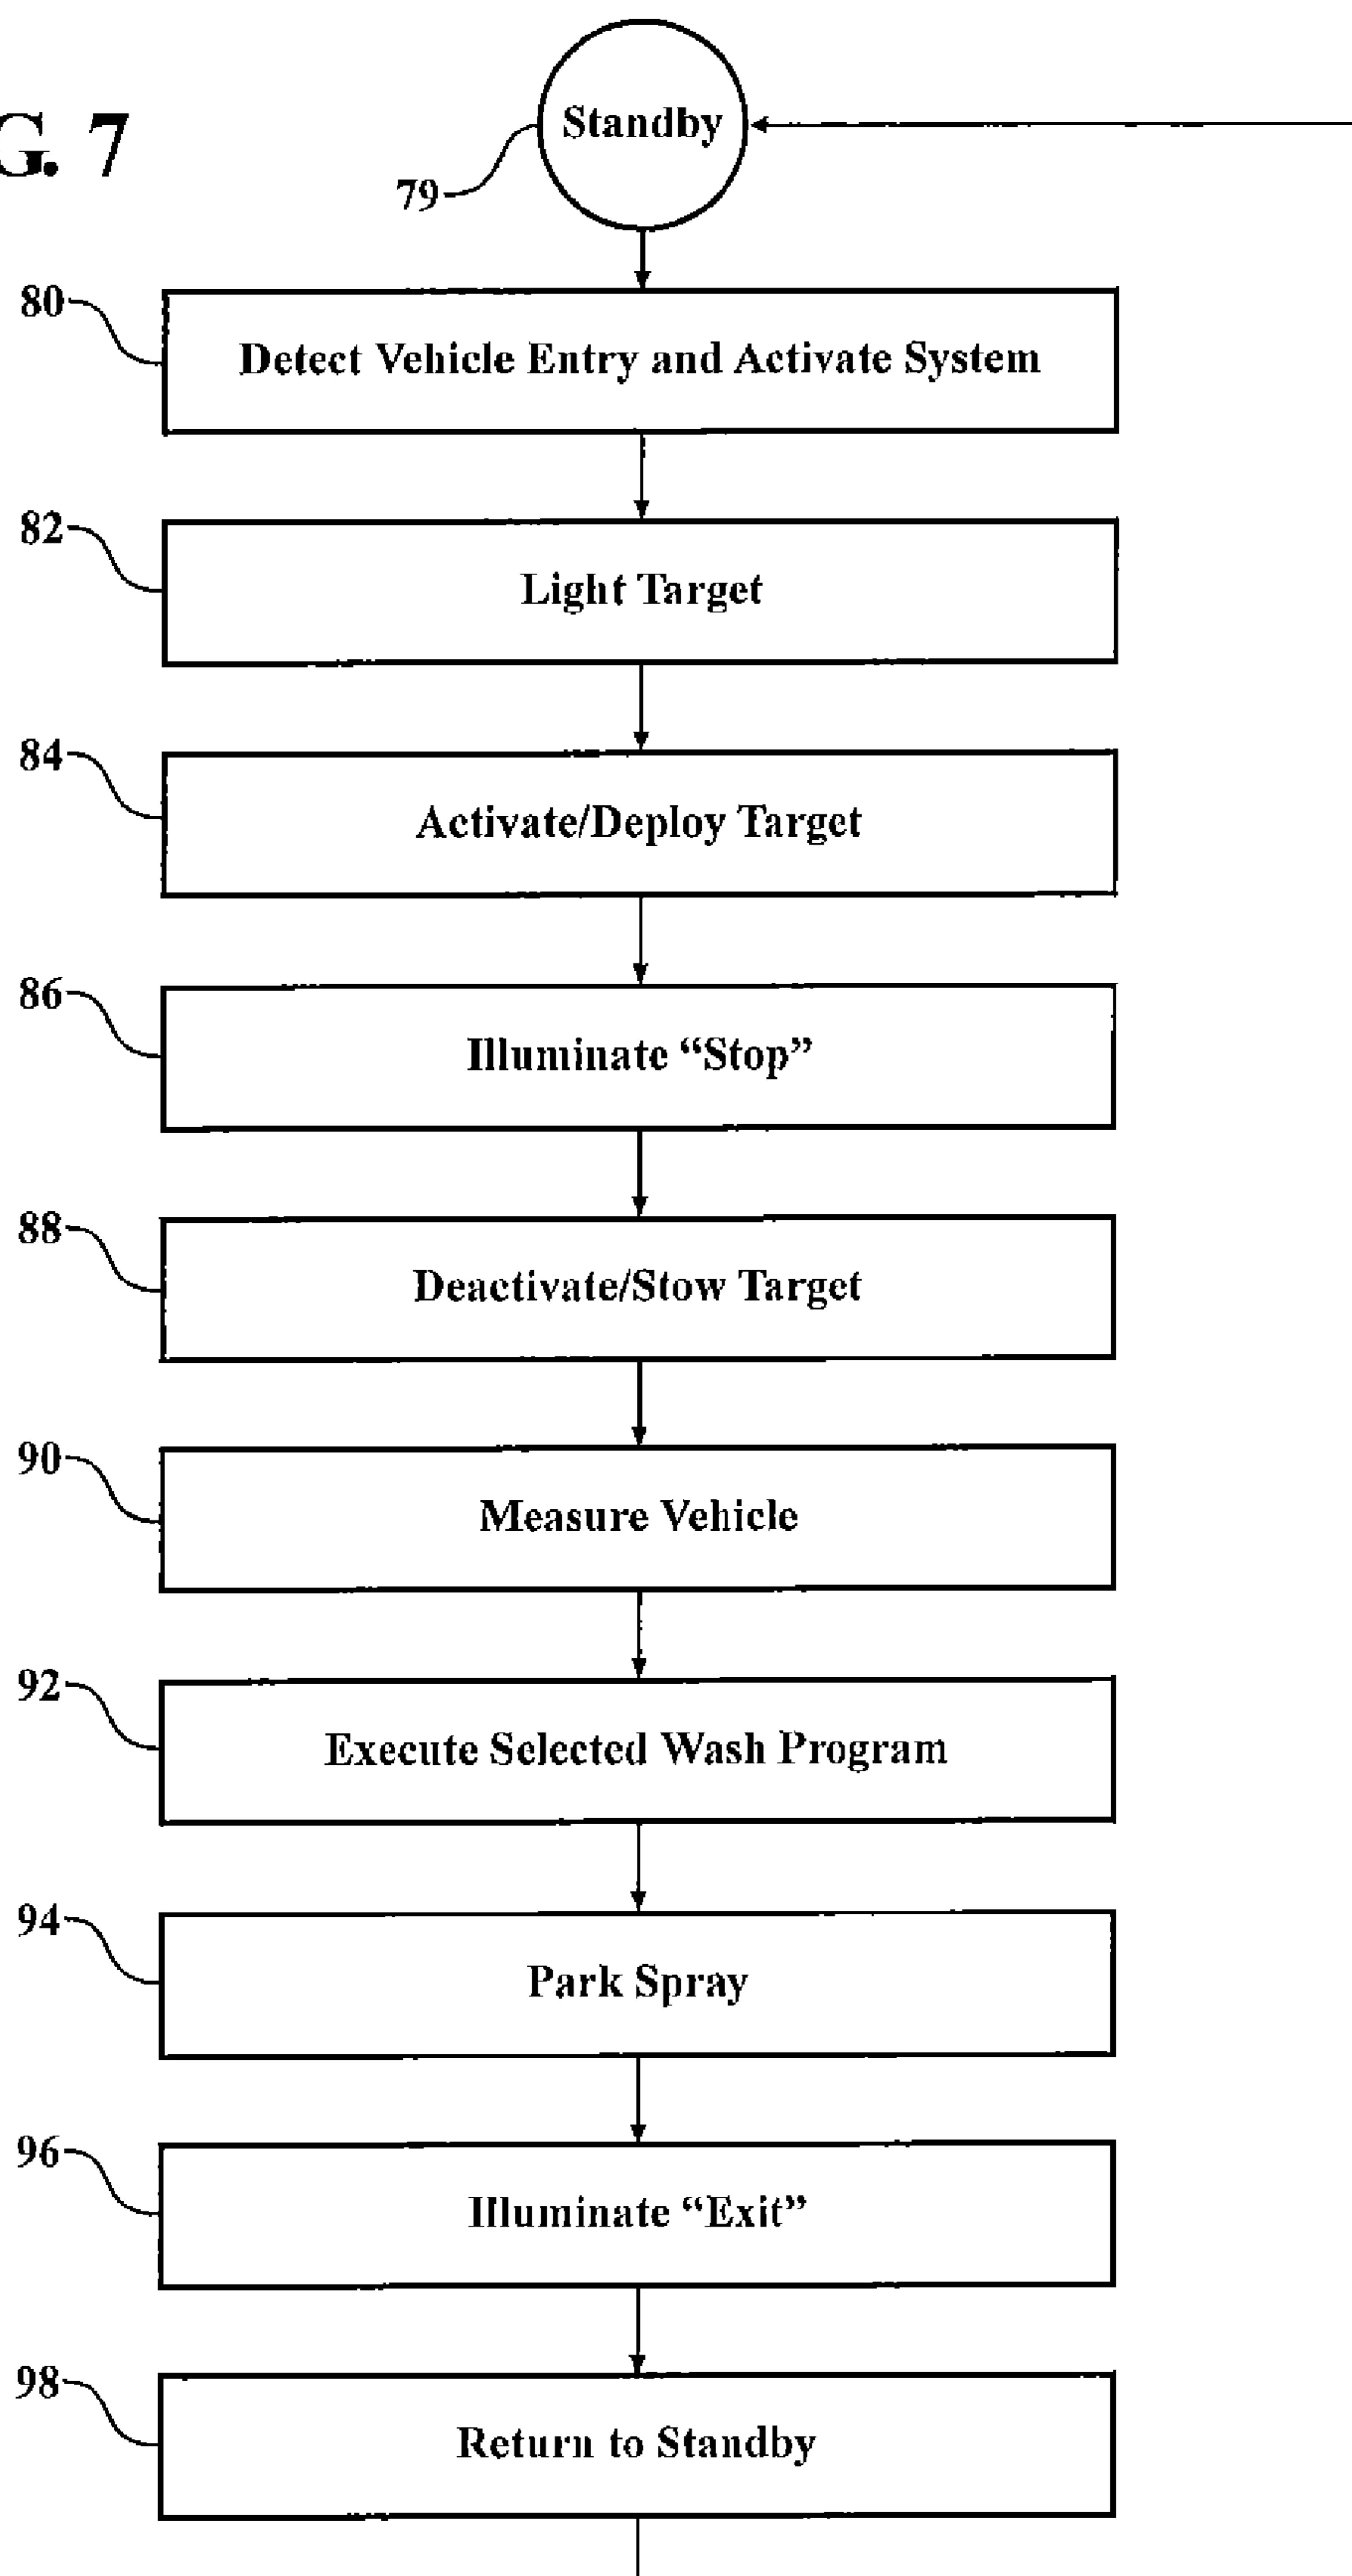 G. 7
Standby
79
80
Detect Vehicle Entry and Activate System
82
Light Target
84
Activate/Deploy Target
86
Illuminate “Stop”
88
Deactivate/Stow Target
90
Measure Vehicle
92
Execute Selected Wash Program
94
Park Spray
96
Illuminate “Exit”
98
Return to Standby